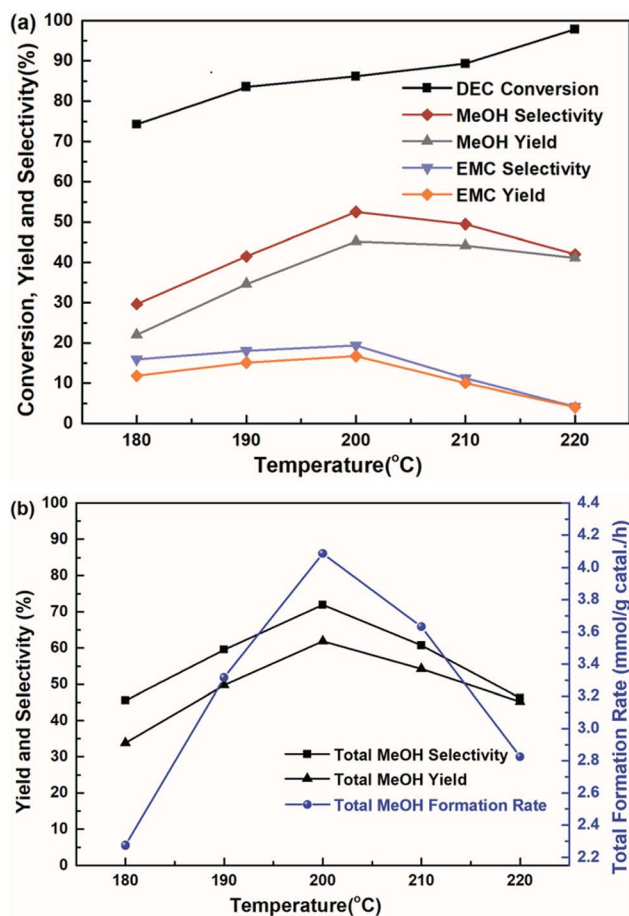 (a)
100
90
80
70
60
50
40
30
20
10
0
Conversion, Yield and Selectivity(%)
DEC Conversion
MeOH Selectivity
MeOH Yield
EMC Selectivity
EMC Yield
180 190 200 210 220
Temperature(°C)
(b)
100
90
80
70
60
50
40
30
20
10
0
Yield and Selectivity (%)
Total MeOH Selectivity
Total MeOH Yield
Total MeOH Formation Rate
4.4
4.2
4.0
3.8
3.6
3.4
3.2
3.0
2.8
2.6
2.4
2.2
Total Formation Rate (mmol/g catal./h)
180 190 200 210 220
Temperature(°C)